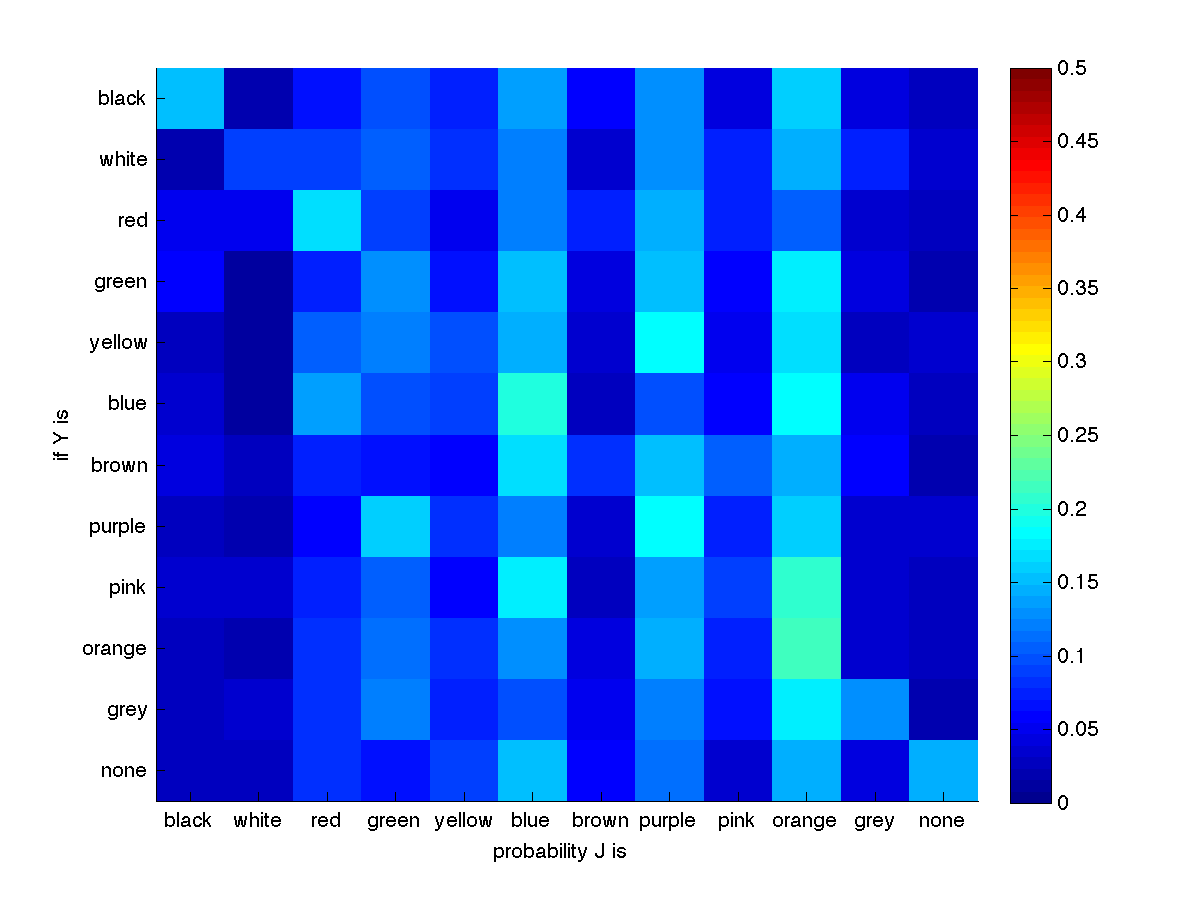 if Y is
black
white
red
green
yellow
blue
brown
purple
pink
orange
grey
none
black white red green yellow blue brown purple pink orange grey none
probability J is
0.5
0.45
0.4
0.35
0.3
0.25
0.2
0.15
0.1
0.05
0